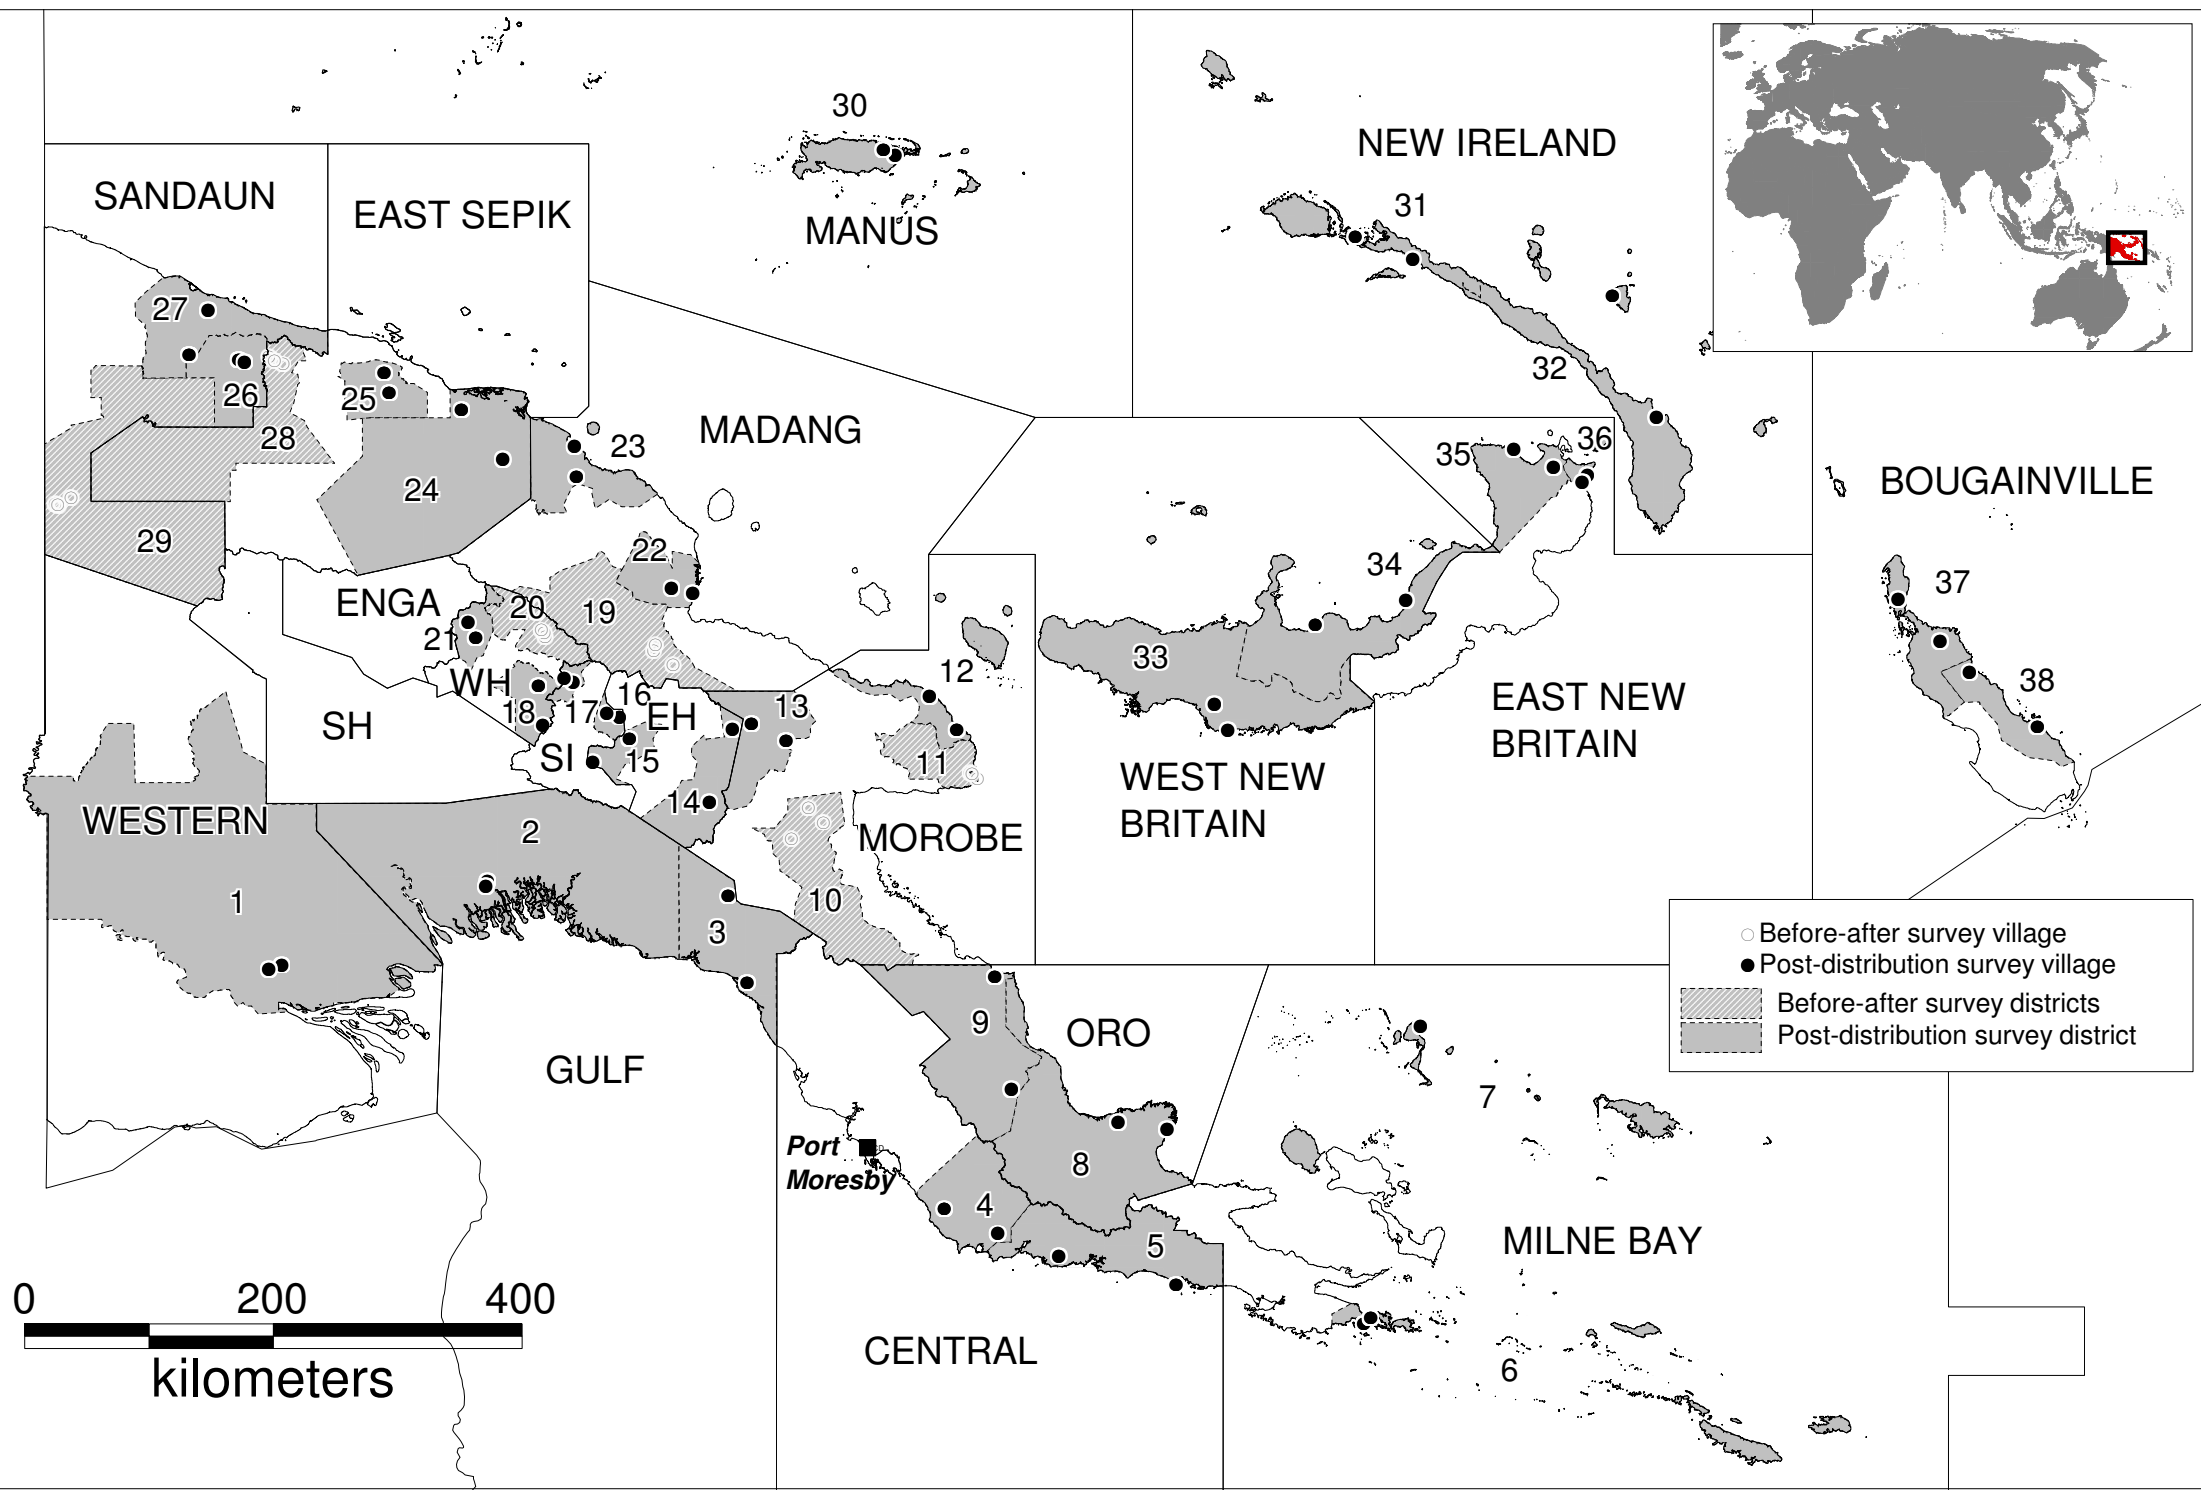 30
NEW IRELAND
SANDAUN
EAST SEPIK
31
MANUS
27
32
26
25
MADANG
28
23
36
35
24
BOUGAINVILLE
29
22
34
37
ENGA
20
19
21
33
12
WH
16
38
18
17
EH
13
EAST NEW
BRITAIN
SH
SI
15
11
WEST NEW
BRITAIN
14
WESTERN
2
MOROBE
1
10
3
Before-after survey village
Post-distribution survey village
Before-after survey districts
Post-distribution survey district
9
ORO
GULF
7
Port
Moresby
8
4
5
MILNE BAY
0 200 400
kilometers
CENTRAL
6